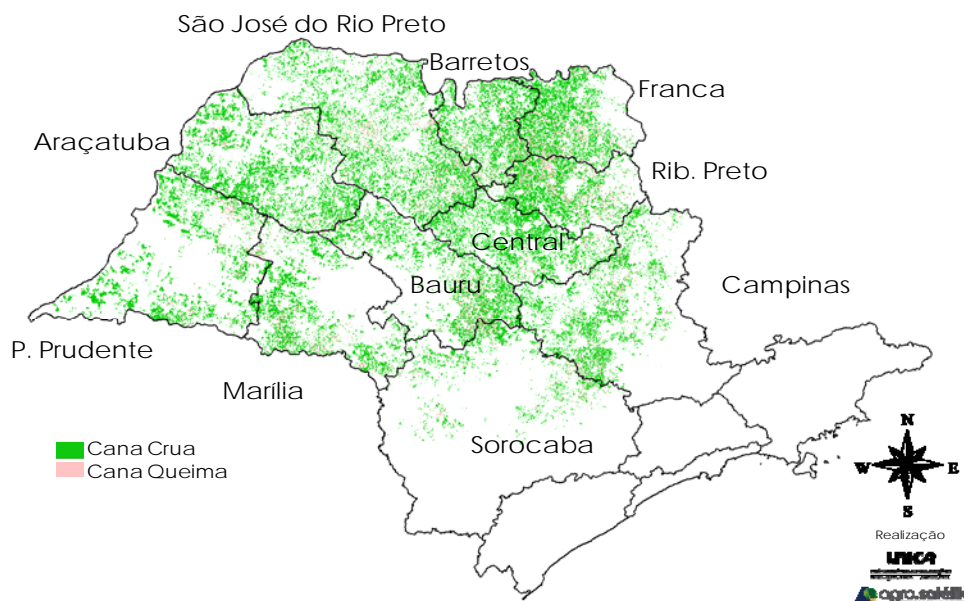 São José do Rio Preto
Barretos
Franca
Araçatuba
Rib. Preto
Central
Bauru
Campinas
P. Prudente
Marília
Sorocaba
Cana Crua
Cana Queima
N
W
E
S
Realização
UNICA
agro.satélite